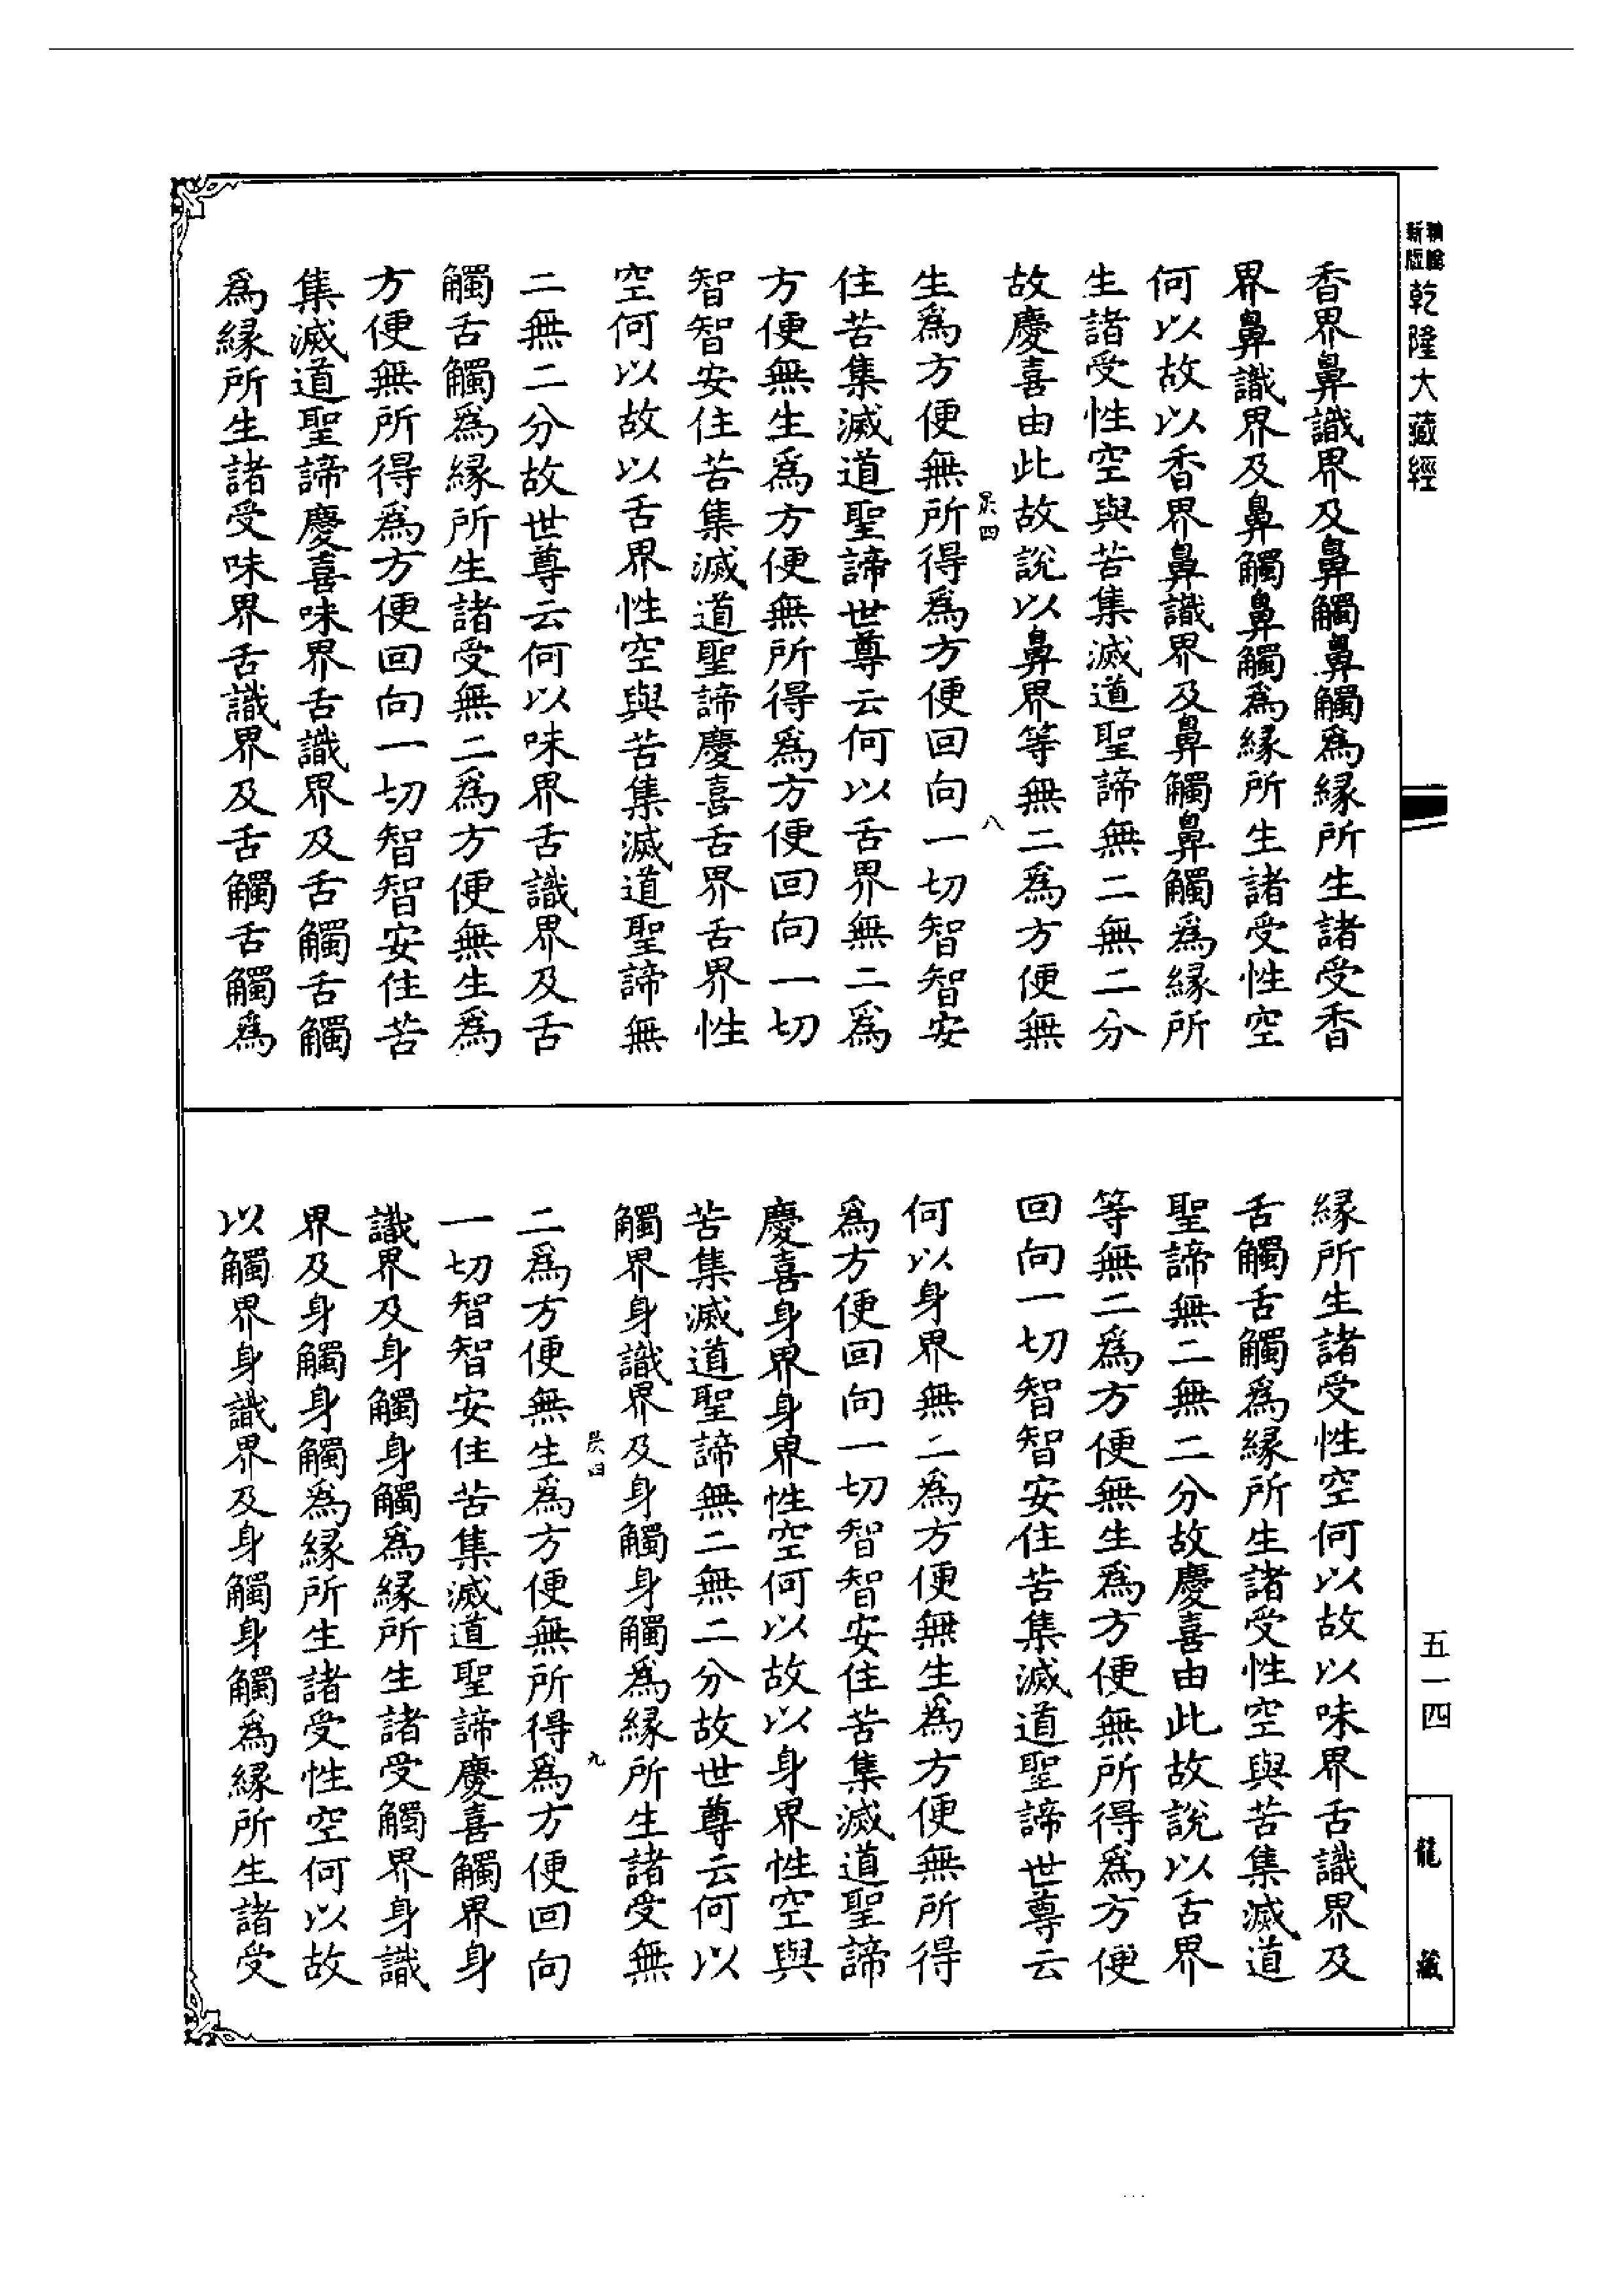 乾隆大藏經
香界鼻識界及鼻觸鼻觸爲緣所生諸受香
界鼻識界及鼻觸鼻觸爲緣所生諸受性空
何以故以香界鼻識界及鼻觸鼻觸爲緣所
生諸受性空與苦集滅道聖諦無二無二分
故慶喜由此故說以鼻界等無二爲方便無
生爲方便無所得爲方便回向一切智智安
住苦集滅道聖諦世尊云何以舌界無二爲
方便無生爲方便無所得爲方便回向一切
智智安住苦集滅道聖諦慶喜舌界舌界性
空何以故以舌界性空與苦集滅道聖諦無
二無二分故世尊云何以味界舌識界及舌
觸舌觸爲緣所生諸受無二爲方便無生爲
方便無所得爲方便回向一切智智安住苦
集滅道聖諦慶喜味界舌識界及舌觸舌觸
爲緣所生諸受味界舌識界及舌觸舌觸爲
緣所生諸受性空何以故以味界舌識界及
舌觸舌觸爲緣所生諸受性空與苦集滅道
聖諦無二無二分故慶喜由此故說以舌界
等無二爲方便無生爲方便無所得爲方便
回向一切智智安住苦集滅道聖諦世尊云
何以身界無二爲方便無生爲方便無所得
爲方便回向一切智智安住苦集滅道聖諦
慶喜身界身界性空何以故以身界性空與
苦集滅道聖諦無二無二分故世尊云何以
觸界身識界及身觸身觸爲緣所生諸受無
二爲方便無生爲方便無所得爲方便回向
一切智智安住苦集滅道聖諦慶喜觸界身
識界及身觸身觸爲緣所生諸受觸界身識
界及身觸身觸爲緣所生諸受性空何以故
以觸界身識界及身觸身觸爲緣所生諸受
八
九
五一四
龍藏